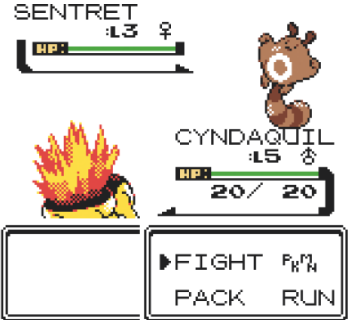 SENTRET
:L3 ♀
HP:
CYNDAQUIL
:L5 ♂
HP:
20/ 20
▶FIGHT PKMN
PACK RUN